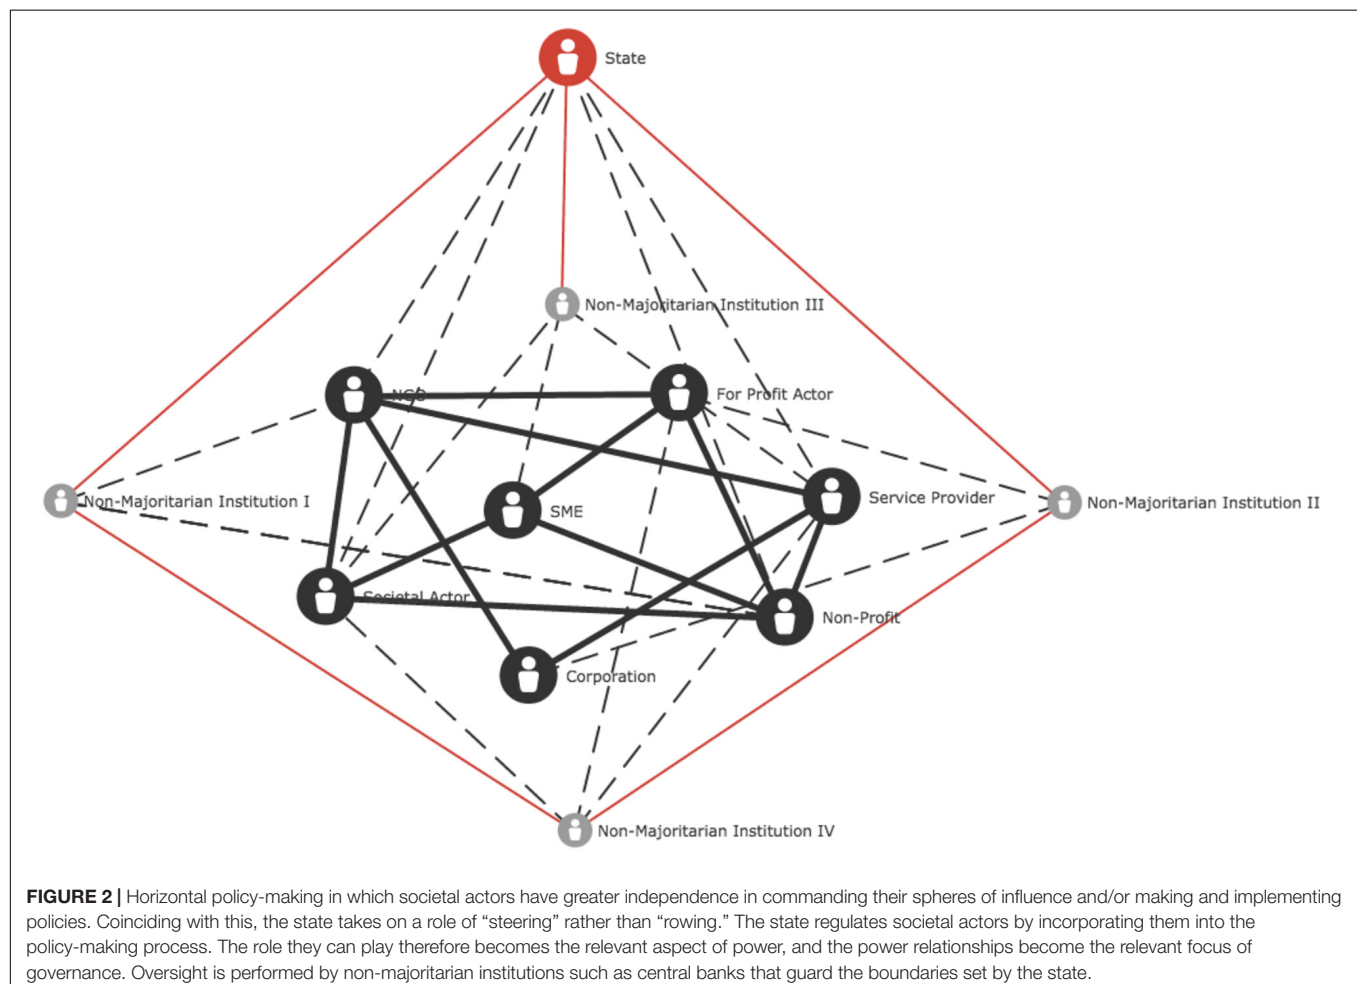 State
Non-Majoritarian Institution III
NGO
For Profit Actor
Non-Majoritarian Institution I
SME
Service Provider
Non-Majoritarian Institution II
Societal Actor
Non-Profit
Corporation
Non-Majoritarian Institution IV
FIGURE 2 | Horizontal policy-making in which societal actors have greater independence in commanding their spheres of influence and/or making and implementing
policies. Coinciding with this, the state takes on a role of “steering” rather than “rowing.” The state regulates societal actors by incorporating them into the
policy-making process. The role they can play therefore becomes the relevant aspect of power, and the power relationships become the relevant focus of
governance. Oversight is performed by non-majoritarian institutions such as central banks that guard the boundaries set by the state.